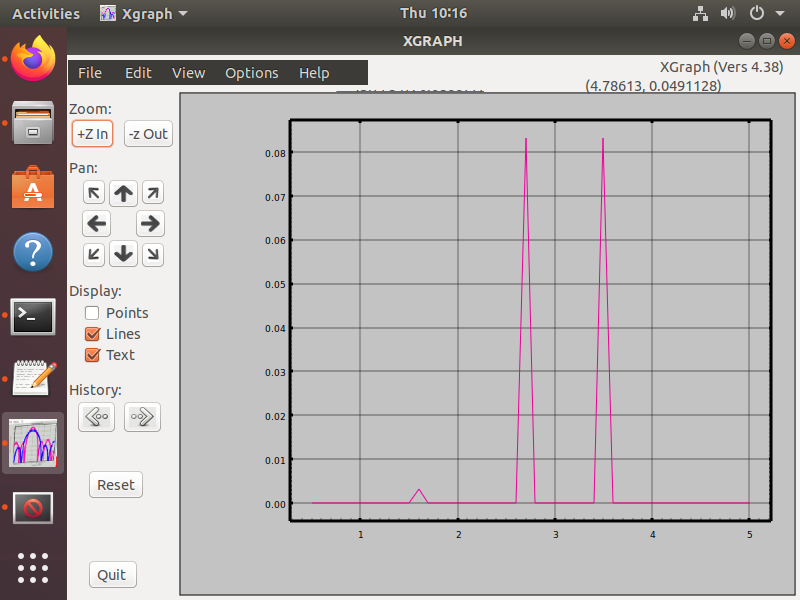 Activities Xgraph Thu 10:16
XGRAPH
File Edit View Options Help
XGraph (Vers 4.38)
(4.78613, 0.0491128)
Zoom:
+Z In -z Out
Pan:
Display:
Points
Lines
Text
History:
Reset
Quit
0.08
0.07
0.06
0.05
0.04
0.03
0.02
0.01
0.00
1 2 3 4 5